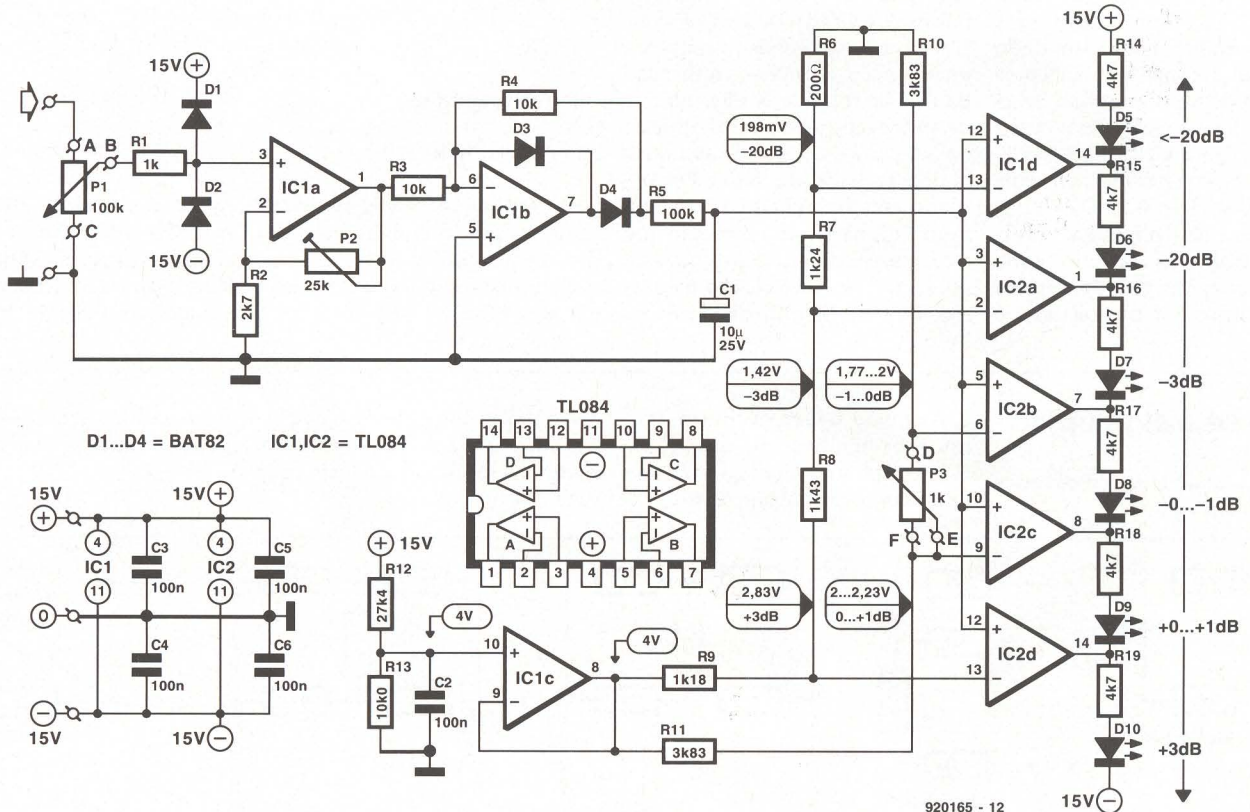 15V
D1
D2
15V
A
B
P1
100k
C
R1
1k
3
2
1
IC1a
R2
2k7
P2
25k
R3
10k
R4
10k
D3
6
5
7
IC1b
D4
R5
100k
C1
10µ
25V
R6
200Ω
R10
3k83
198mV
–20dB
R7
1k24
1,42V
–3dB
1,77...2V
–1...0dB
R8
1k43
D
P3
1k
F
E
2,83V
+3dB
2...2,23V
0...+1dB
12
13
14
IC1d
3
2
1
IC2a
5
6
7
IC2b
10
9
8
IC2c
12
13
14
IC2d
15V
R14
4k7
D5
<–20dB
R15
4k7
D6
–20dB
R16
4k7
D7
–3dB
R17
4k7
D8
–0...–1dB
R18
4k7
D9
+0...+1dB
R19
4k7
D10
+3dB
15V
D1...D4 = BAT82
IC1,IC2 = TL084
TL084
14 13 12 11 10 9 8
D
C
A
B
1 2 3 4 5 6 7
15V
15V
4
IC1
11
C3
100n
4
IC2
11
C5
100n
0
C4
100n
C6
100n
15V
15V
15V
R12
27k4
4V
R13
10k0
C2
100n
10
9
8
IC1c
4V
R9
1k18
R11
3k83
920165 - 12